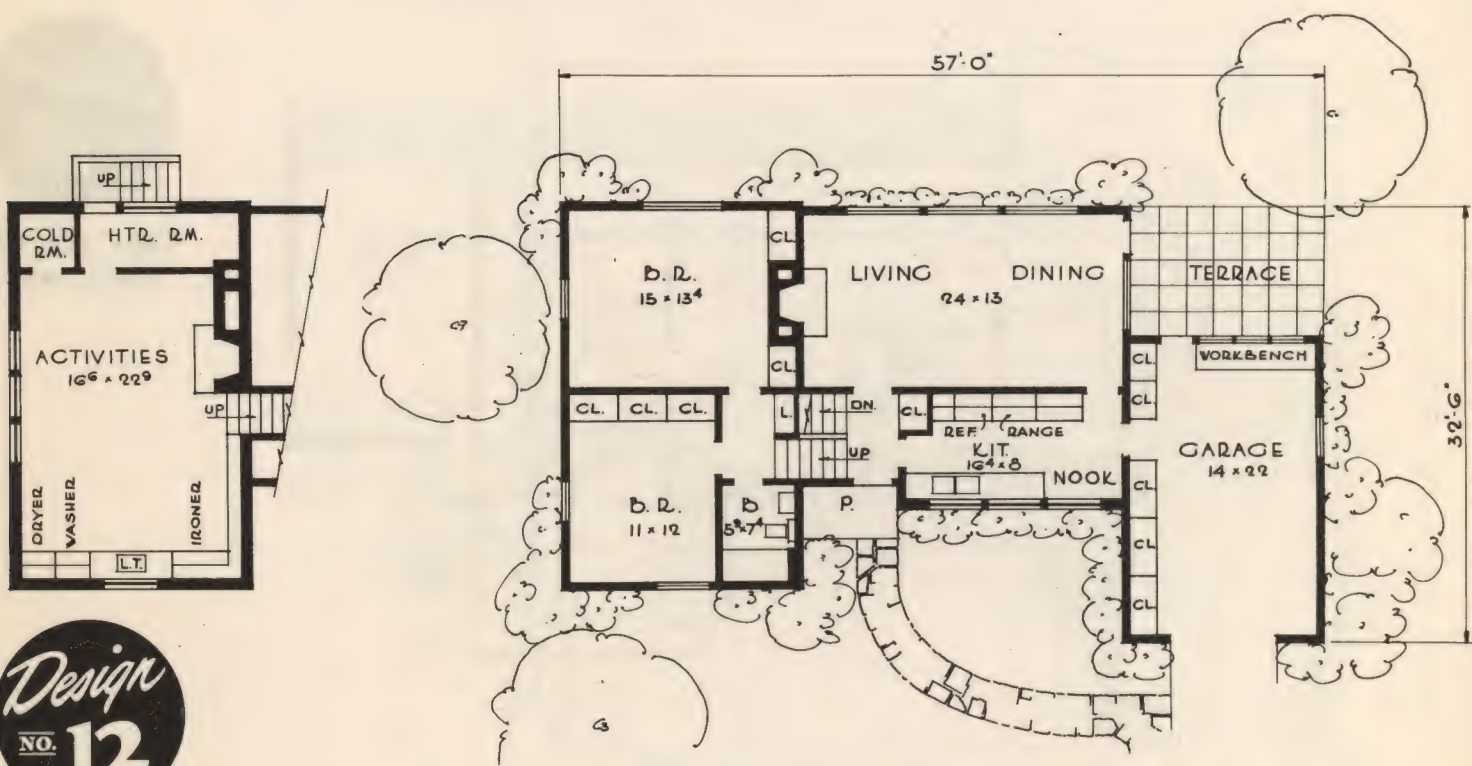 57'-0"
UP
COLD
RM.
HTR. RM.
ACTIVITIES
16⁶ x 22⁹
UP
DRYER
WASHER
IRONER
L.T.
B. R.
15 x 13⁴
CL.
CL.
LIVING DINING
24 x 13
TERRACE
WORKBENCH
CL.
CL.
CL. CL. CL.
L.
DN.
CL.
REF. RANGE
UP
KIT.
16⁴ x 8
NOOK
GARAGE
14 x 22
32'-6"
B. R.
11 x 12
B
P.
CL.
CL.
CL.
Design
NO. 12